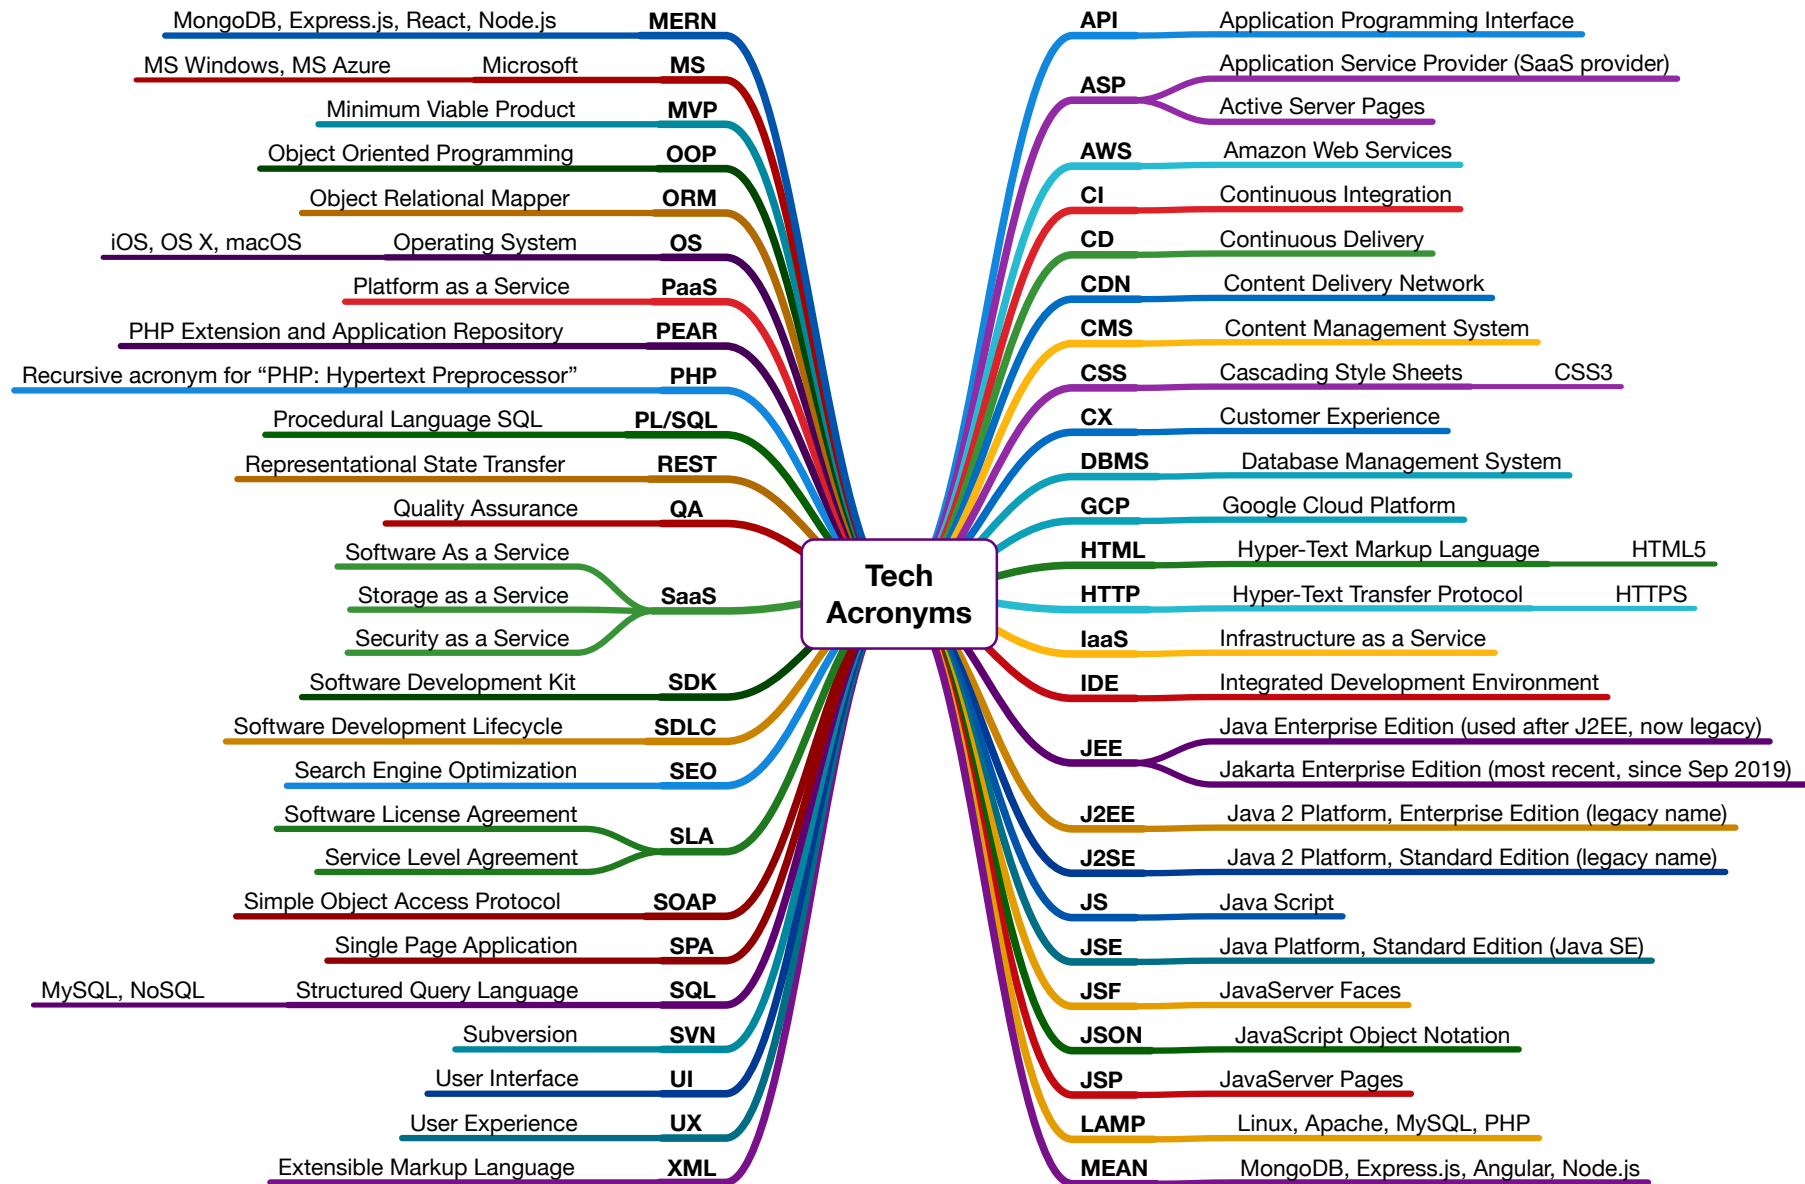 Tech
Acronyms
MERN MongoDB, Express.js, React, Node.js
MS Microsoft MS Windows, MS Azure
MVP Minimum Viable Product
OOP Object Oriented Programming
ORM Object Relational Mapper
OS Operating System iOS, OS X, macOS
PaaS Platform as a Service
PEAR PHP Extension and Application Repository
PHP Recursive acronym for “PHP: Hypertext Preprocessor”
PL/SQL Procedural Language SQL
REST Representational State Transfer
QA Quality Assurance
SaaS
Software As a Service
Storage as a Service
Security as a Service
SDK Software Development Kit
SDLC Software Development Lifecycle
SEO Search Engine Optimization
SLA
Software License Agreement
Service Level Agreement
SOAP Simple Object Access Protocol
SPA Single Page Application
SQL Structured Query Language MySQL, NoSQL
SVN Subversion
UI User Interface
UX User Experience
XML Extensible Markup Language
API Application Programming Interface
ASP
Application Service Provider (SaaS provider)
Active Server Pages
AWS Amazon Web Services
CI Continuous Integration
CD Continuous Delivery
CDN Content Delivery Network
CMS Content Management System
CSS Cascading Style Sheets CSS3
CX Customer Experience
DBMS Database Management System
GCP Google Cloud Platform
HTML Hyper-Text Markup Language HTML5
HTTP Hyper-Text Transfer Protocol HTTPS
IaaS Infrastructure as a Service
IDE Integrated Development Environment
JEE
Java Enterprise Edition (used after J2EE, now legacy)
Jakarta Enterprise Edition (most recent, since Sep 2019)
J2EE Java 2 Platform, Enterprise Edition (legacy name)
J2SE Java 2 Platform, Standard Edition (legacy name)
JS Java Script
JSE Java Platform, Standard Edition (Java SE)
JSF JavaServer Faces
JSON JavaScript Object Notation
JSP JavaServer Pages
LAMP Linux, Apache, MySQL, PHP
MEAN MongoDB, Express.js, Angular, Node.js